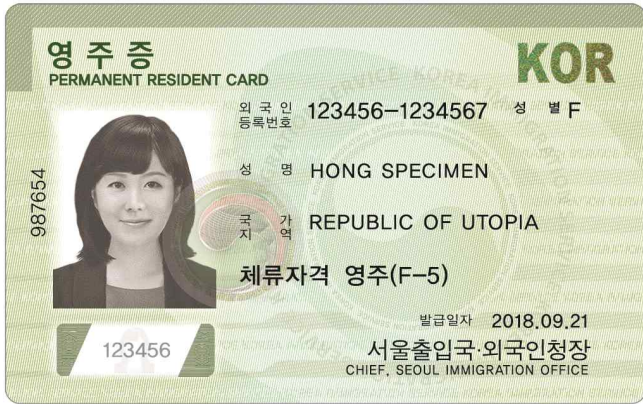 영주증
KOR
PERMANENT RESIDENT CARD
외국인 등록번호 123456-1234567 성 별 F
성 명 HONG SPECIMEN
987654
국 가 지 역 REPUBLIC OF UTOPIA
체류자격 영주(F-5)
발급일자 2018.09.21
123456
서울출입국·외국인청장
CHIEF, SEOUL IMMIGRATION OFFICE